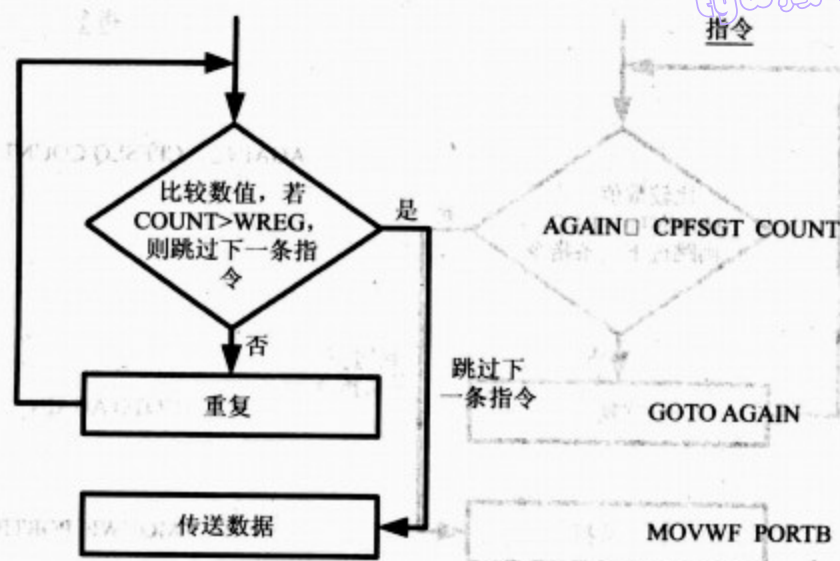 指令
比较数值，若
COUNT>WREG，
则跳过下一条指
令
是
AGAIN□ CPFSGT COUNT
否
跳过下
一条指令
重复
GOTO AGAIN
传送数据
MOVWF PORTB